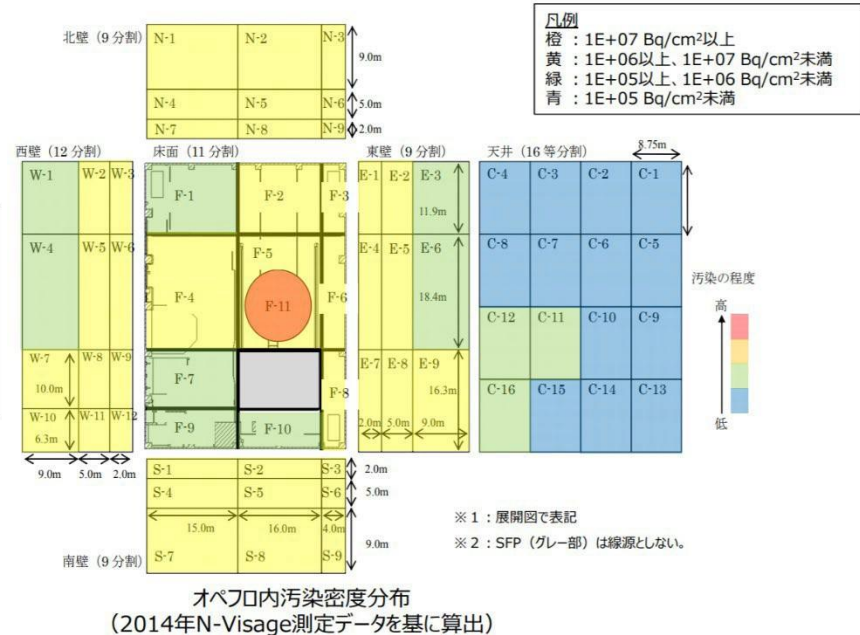 凡例
橙：1E+07 Bq/cm²以上
黄：1E+06以上、1E+07 Bq/cm²未満
緑：1E+05以上、1E+06 Bq/cm²未満
青：1E+05 Bq/cm²未満
北壁（9分割）
N-1 N-2 N-3
9.0m
N-4 N-5 N-6
5.0m
N-7 N-8 N-9
2.0m
西壁（12分割）
W-1 W-2 W-3
W-4 W-5 W-6
W-7 W-8 W-9
10.0m
W-10 W-11 W-12
6.3m
9.0m 5.0m 2.0m
床面（11分割）
F-1 F-2 F-3
F-5
F-4 F-11 F-6
F-7 F-8
F-9 F-10
東壁（9分割）
E-1 E-2 E-3
11.9m
E-4 E-5 E-6
18.4m
E-7 E-8 E-9
16.3m
2.0m 5.0m 9.0m
天井（16等分割）
8.75m
C-4 C-3 C-2 C-1
C-8 C-7 C-6 C-5
C-12 C-11 C-10 C-9
C-16 C-15 C-14 C-13
汚染の程度
高
低
S-1 S-2 S-3
2.0m
S-4 S-5 S-6
5.0m
15.0m 16.0m 4.0m
9.0m
S-7 S-8 S-9
南壁（9分割）
※1：展開図で表記
※2：SFP（グレー部）は線源としない。
オペフロ内汚染密度分布
（2014年N-Visage測定データを基に算出）